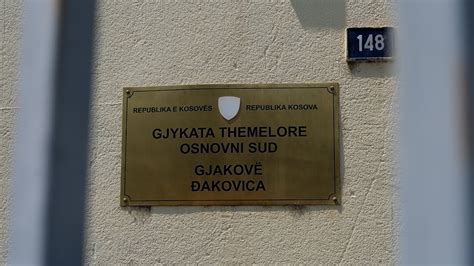 148
REPUBLIKA E KOSOVËS REPUBLIKA KOSOVA
GJYKATA THEMELORE
OSNOVNI SUD
GJAKOVË
ĐAKOVICA